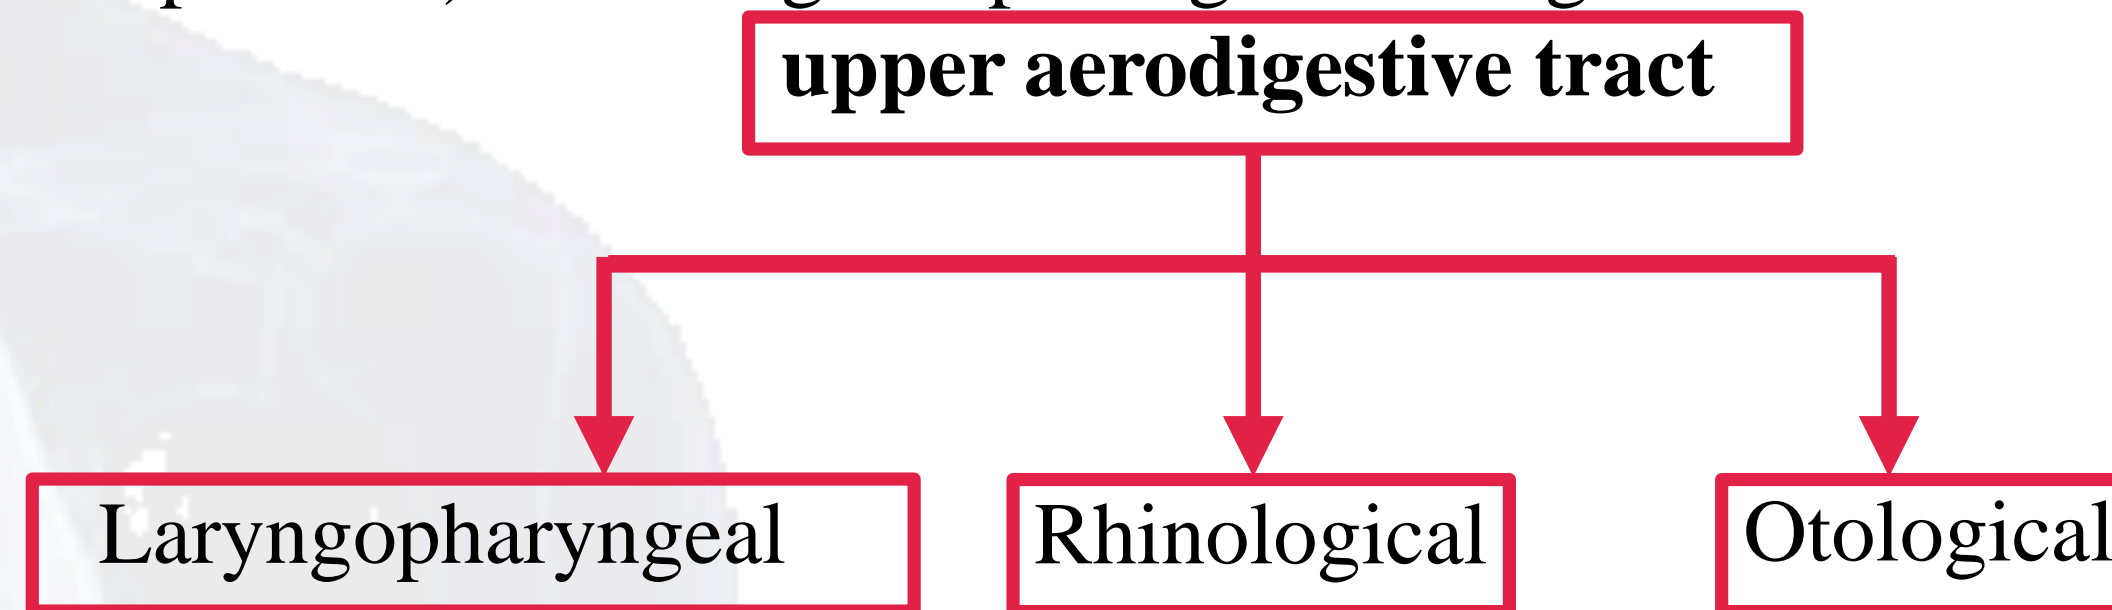 upper aerodigestive tract
Laryngopharyngeal
Rhinological
Otological